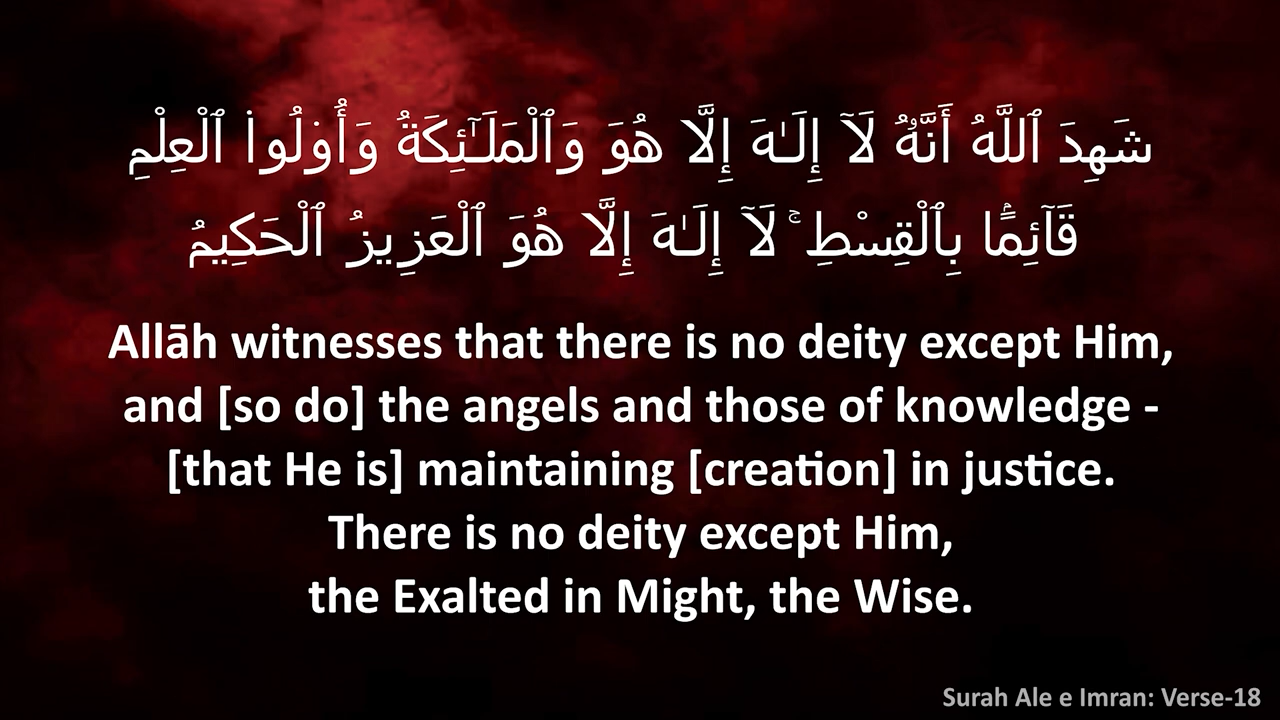 شَهِدَ ٱللَّهُ أَنَّهُۥ لَآ إِلَـٰهَ إِلَّا هُوَ وَٱلْمَلَـٰٓئِكَةُ وَأُو۟لُوا۟ ٱلْعِلْمِ
قَآئِمًۢا بِٱلْقِسْطِ ۚ لَآ إِلَـٰهَ إِلَّا هُوَ ٱلْعَزِيزُ ٱلْحَكِيمُ
Allāh witnesses that there is no deity except Him,
and [so do] the angels and those of knowledge -
[that He is] maintaining [creation] in justice.
There is no deity except Him,
the Exalted in Might, the Wise.
Surah Ale e Imran: Verse-18